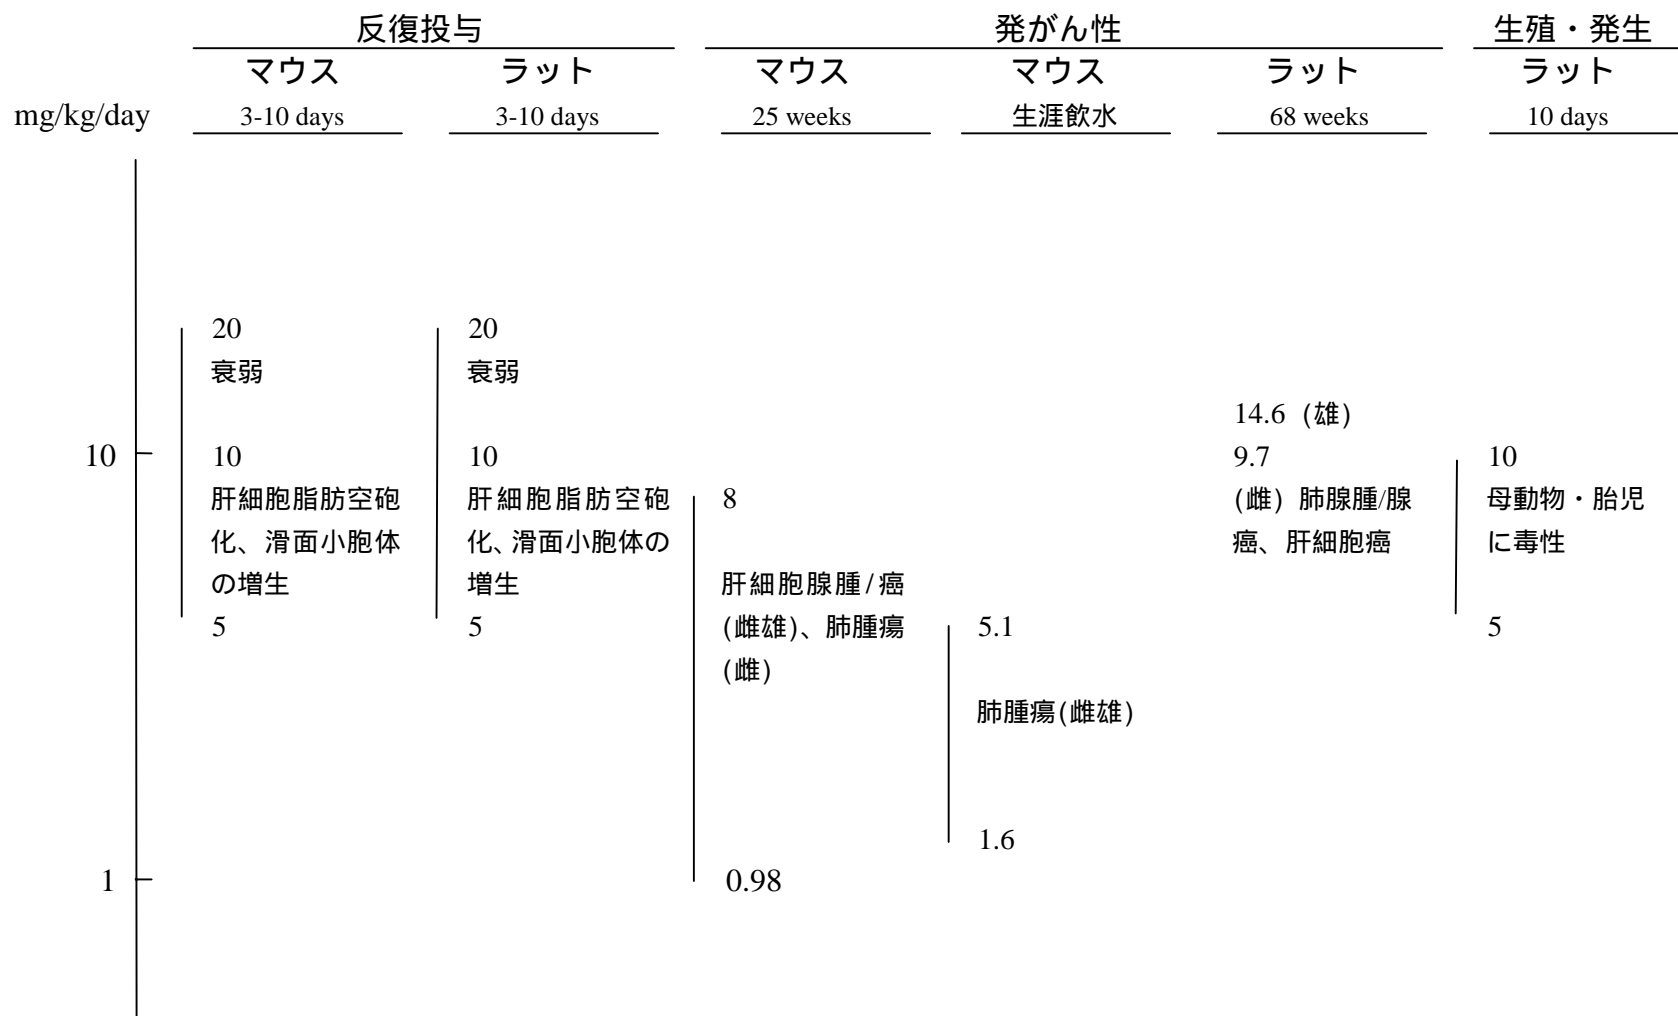 反復投与
発がん性
生殖・発生
マウス
ラット
マウス
マウス
ラット
ラット
mg/kg/day
3-10 days
3-10 days
25 weeks
生涯飲水
68 weeks
10 days
10
1
20
衰弱
10
肝細胞脂肪空砲
化、滑面小胞体
の増生
5
20
衰弱
10
肝細胞脂肪空砲
化、滑面小胞体の
増生
5
8
肝細胞腺腫/癌
(雌雄)、肺腫瘍
(雌)
0.98
5.1
肺腫瘍(雌雄)
1.6
14.6 (雄)
9.7
(雌) 肺腺腫/腺
癌、肝細胞癌
10
母動物・胎児
に毒性
5